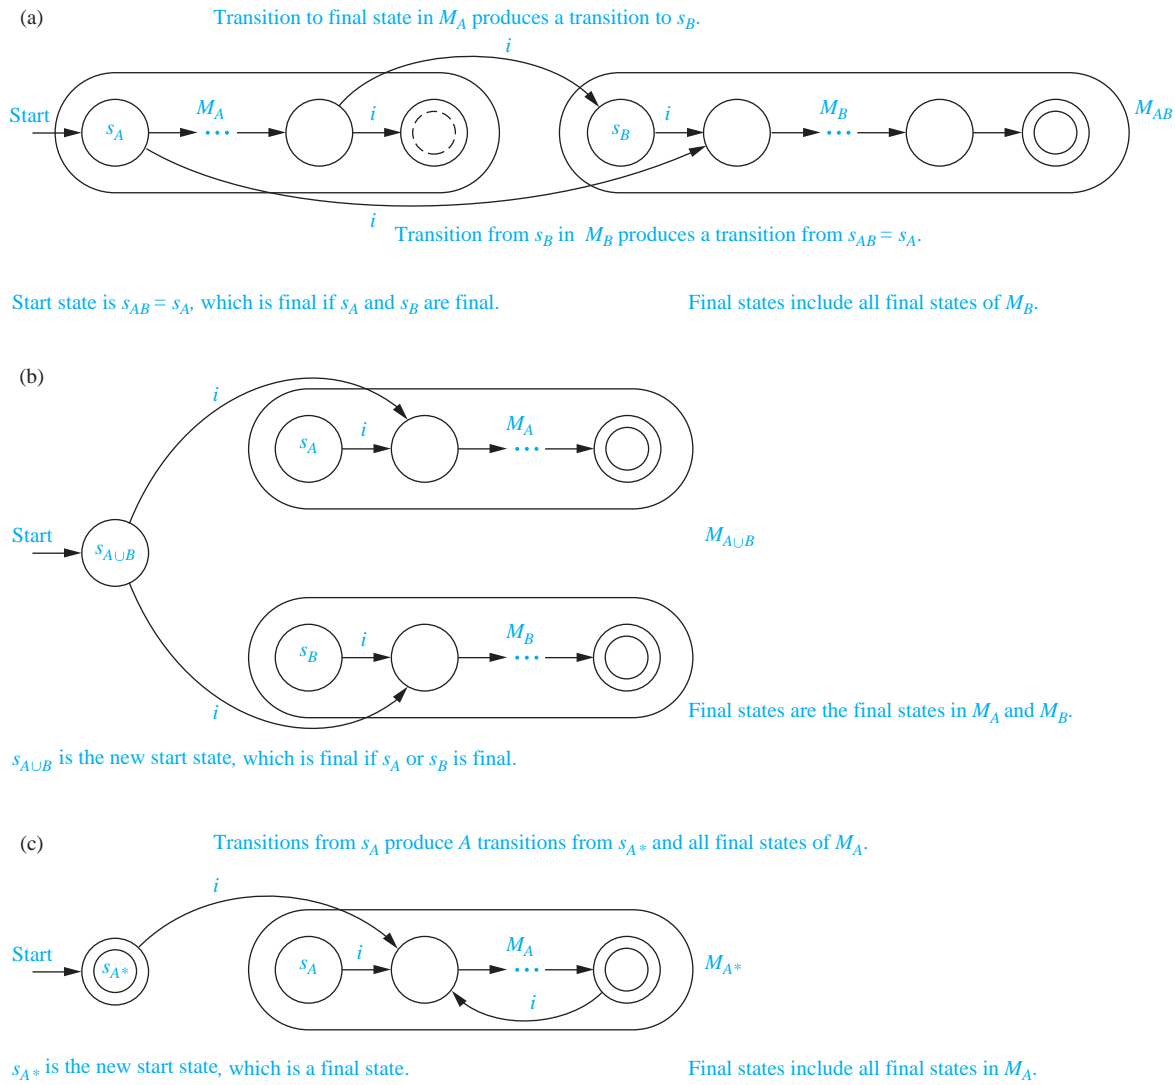 (a)
Transition to final state in M_A produces a transition to s_B.
i
Start
s_A
M_A
...
i
s_B
i
M_B
...
M_AB
i
Transition from s_B in M_B produces a transition from s_AB = s_A.
Start state is s_AB = s_A, which is final if s_A and s_B are final.
Final states include all final states of M_B.
(b)
i
s_A
i
M_A
...
Start
s_A∪B
M_A∪B
s_B
i
M_B
...
i
Final states are the final states in M_A and M_B.
s_A∪B is the new start state, which is final if s_A or s_B is final.
(c)
Transitions from s_A produce A transitions from s_A* and all final states of M_A.
i
Start
s_A*
s_A
i
M_A
...
i
M_A*
s_A* is the new start state, which is a final state.
Final states include all final states in M_A.